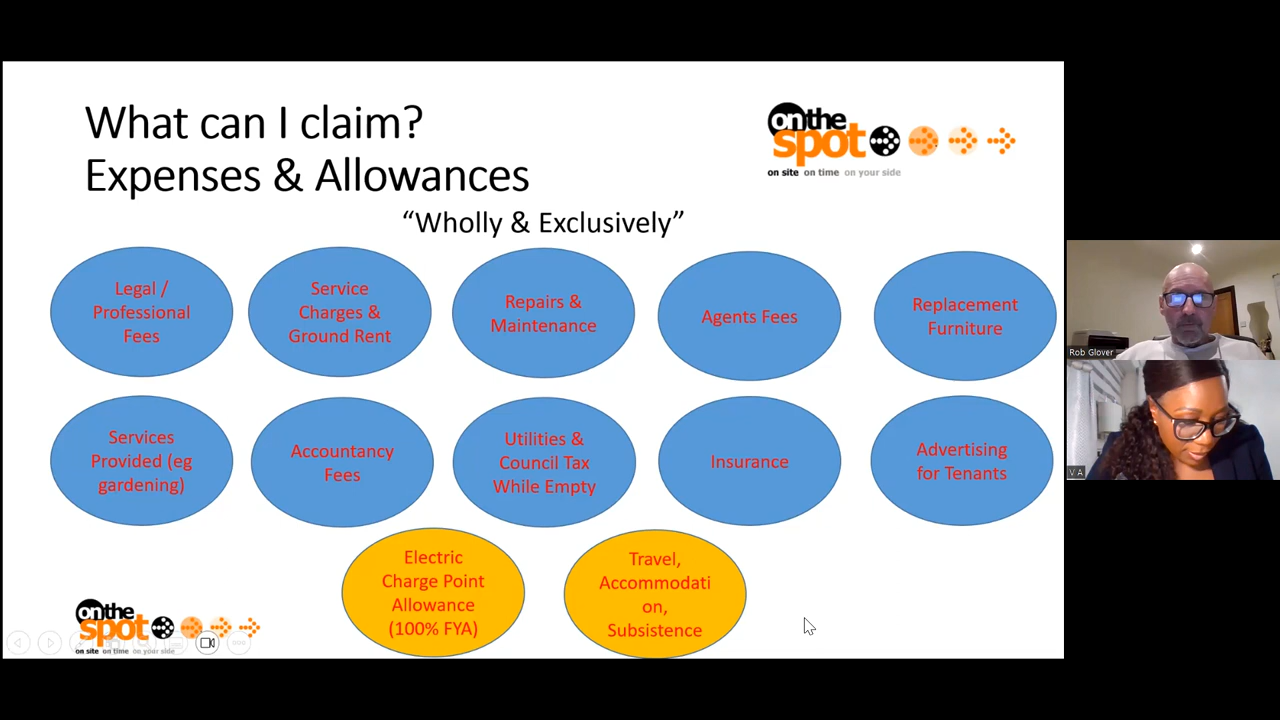 What can I claim?
Expenses & Allowances
on the
spot
on site on time on your side
“Wholly & Exclusively”
Legal /
Professional
Fees
Service
Charges &
Ground Rent
Repairs &
Maintenance
Agents Fees
Replacement
Furniture
Services
Provided (eg
gardening)
Accountancy
Fees
Utilities &
Council Tax
While Empty
Insurance
Advertising
for Tenants
Electric
Charge Point
Allowance
(100% FYA)
Travel,
Accommodati
on,
Subsistence
on the
spot
on site on time on your side
Rob Glover
V A